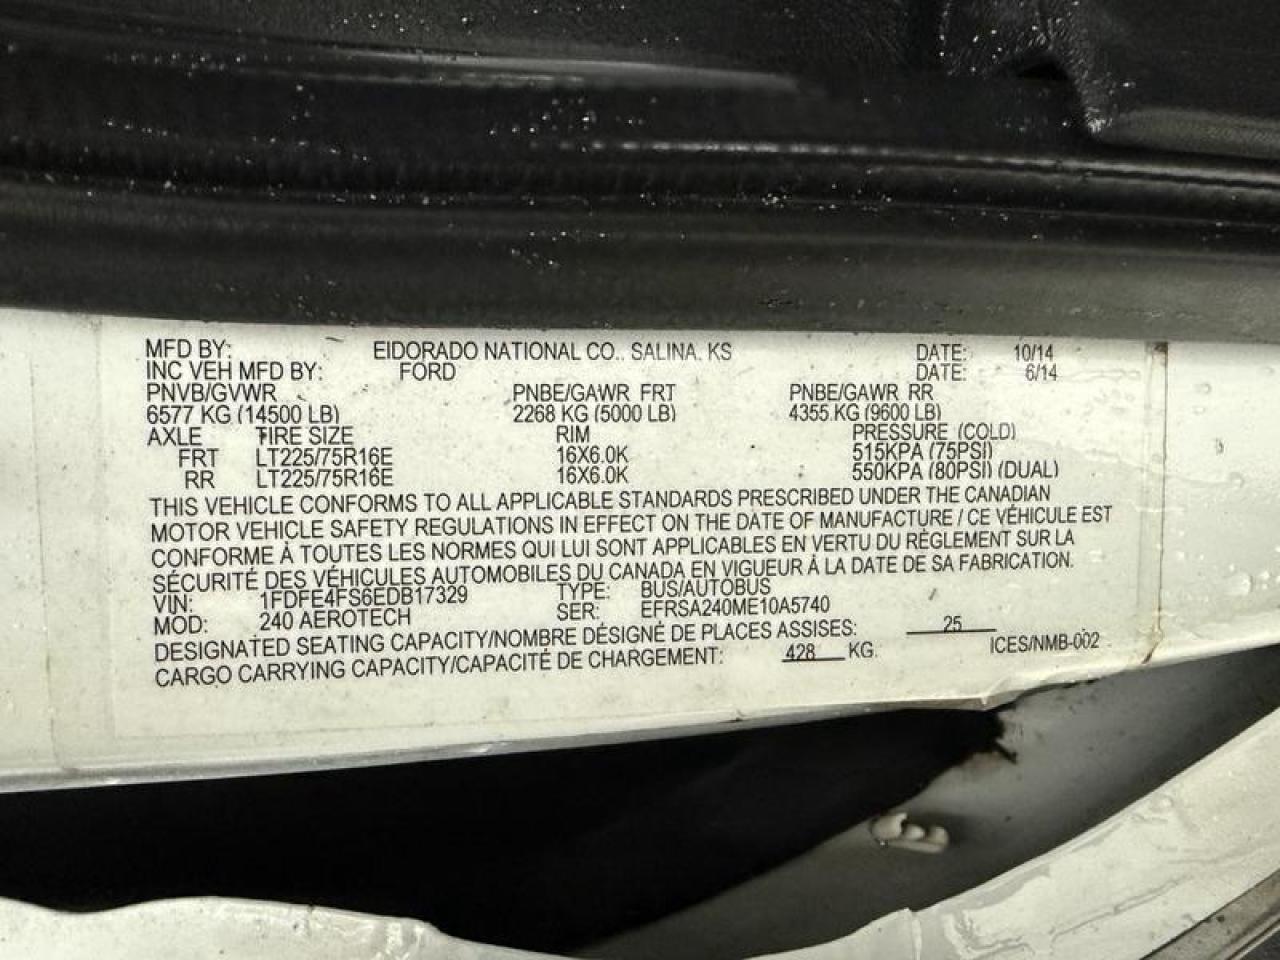 MFD BY: ElDORADO NATIONAL CO., SALINA, KS DATE: 10/14
INC VEH MFD BY: FORD DATE: 6/14
PNVB/GVWR PNBE/GAWR FRT PNBE/GAWR RR
6577 KG (14500 LB) 2268 KG (5000 LB) 4355 KG (9600 LB)
AXLE TIRE SIZE RIM PRESSURE (COLD)
FRT LT225/75R16E 16X6.0K 515KPA (75PSI)
RR LT225/75R16E 16X6.0K 550KPA (80PSI) (DUAL)
THIS VEHICLE CONFORMS TO ALL APPLICABLE STANDARDS PRESCRIBED UNDER THE CANADIAN
MOTOR VEHICLE SAFETY REGULATIONS IN EFFECT ON THE DATE OF MANUFACTURE / CE VÉHICULE EST
CONFORME À TOUTES LES NORMES QUI LUI SONT APPLICABLES EN VERTU DU RÈGLEMENT SUR LA
SÉCURITÉ DES VÉHICULES AUTOMOBILES DU CANADA EN VIGUEUR À LA DATE DE SA FABRICATION.
VIN: 1FDFE4FS6EDB17329 TYPE: BUS/AUTOBUS
MOD: 240 AEROTECH SER: EFRSA240ME10A5740
DESIGNATED SEATING CAPACITY/NOMBRE DÉSIGNÉ DE PLACES ASSISES: 25
CARGO CARRYING CAPACITY/CAPACITÉ DE CHARGEMENT: 428 KG. ICES/NMB-002